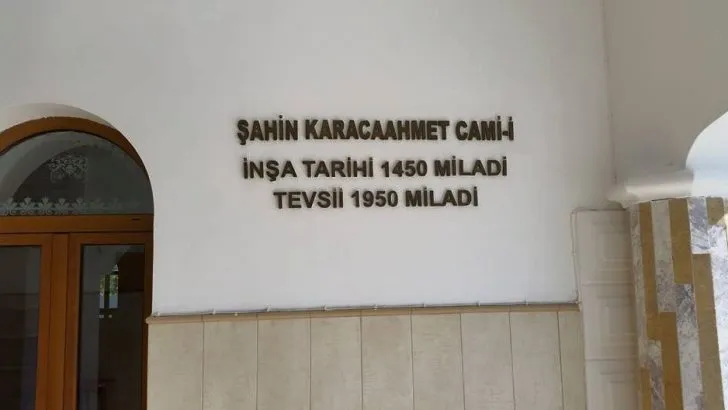 ŞAHİN KARACAAHMET CAMİ-İ
İNŞA TARİHİ 1450 MİLADİ
TEVSİİ 1950 MİLADİ